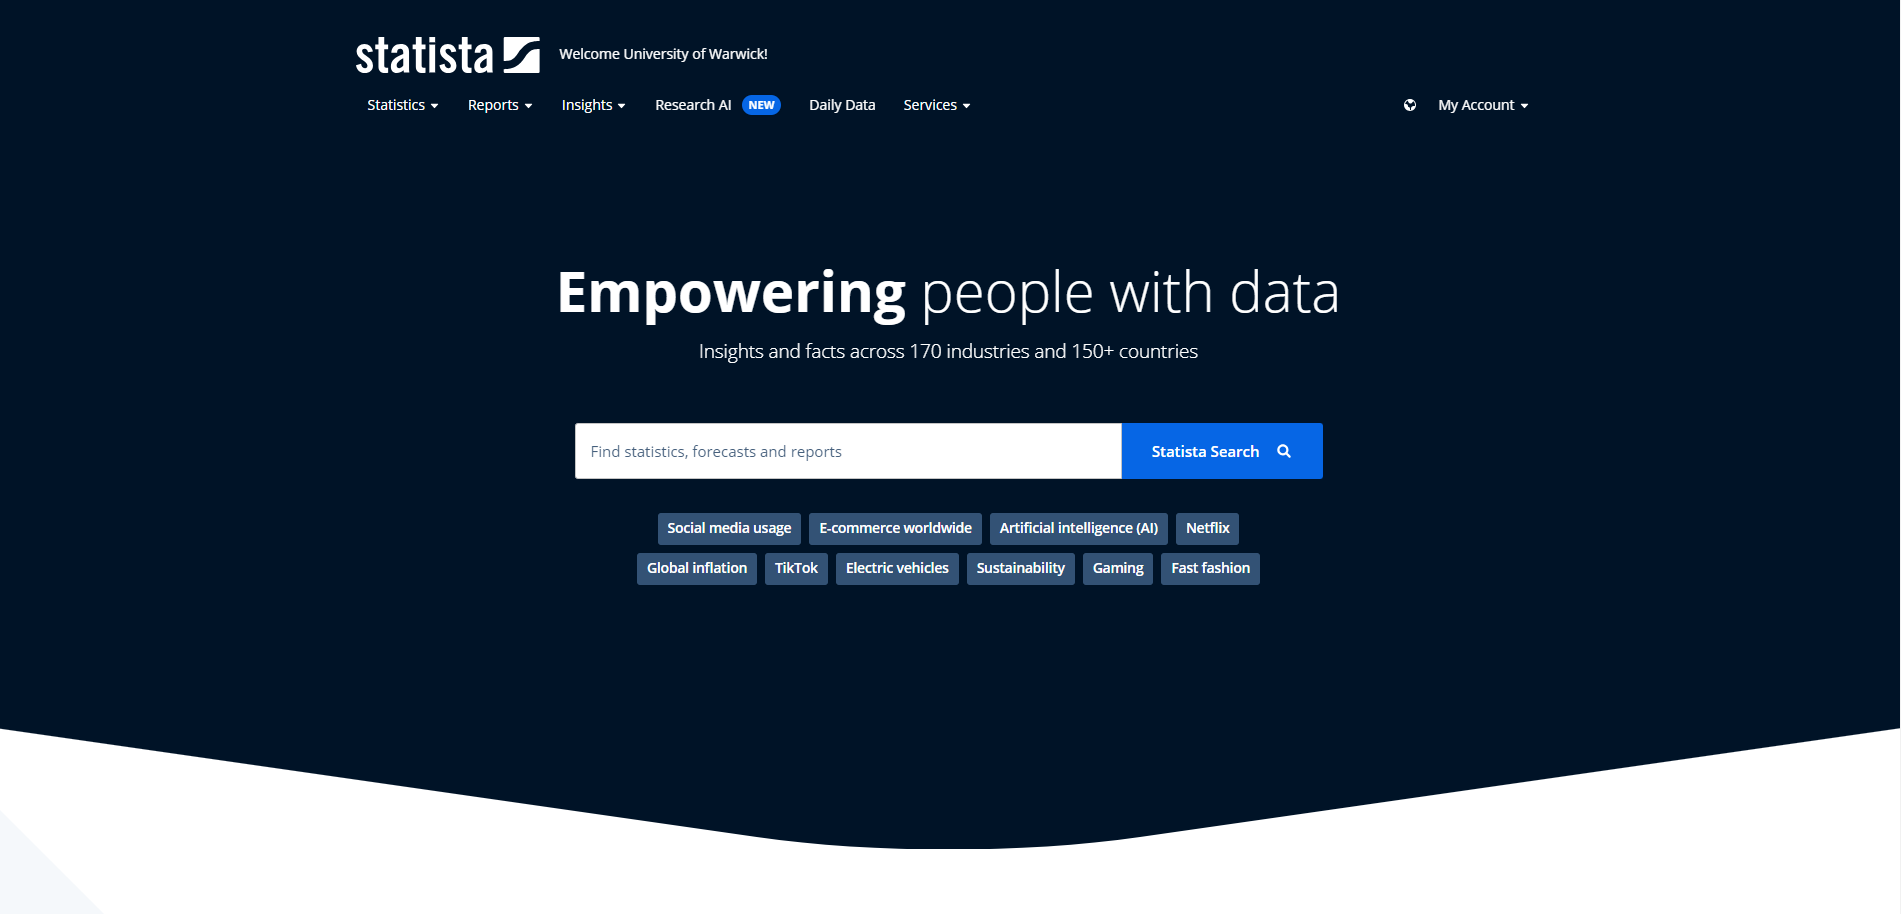 statista
Welcome University of Warwick!
Statistics Reports Insights Research AI NEW Daily Data Services My Account
Empowering people with data
Insights and facts across 170 industries and 150+ countries
Find statistics, forecasts and reports Statista Search
Social media usage E-commerce worldwide Artificial intelligence (AI) Netflix
Global inflation TikTok Electric vehicles Sustainability Gaming Fast fashion